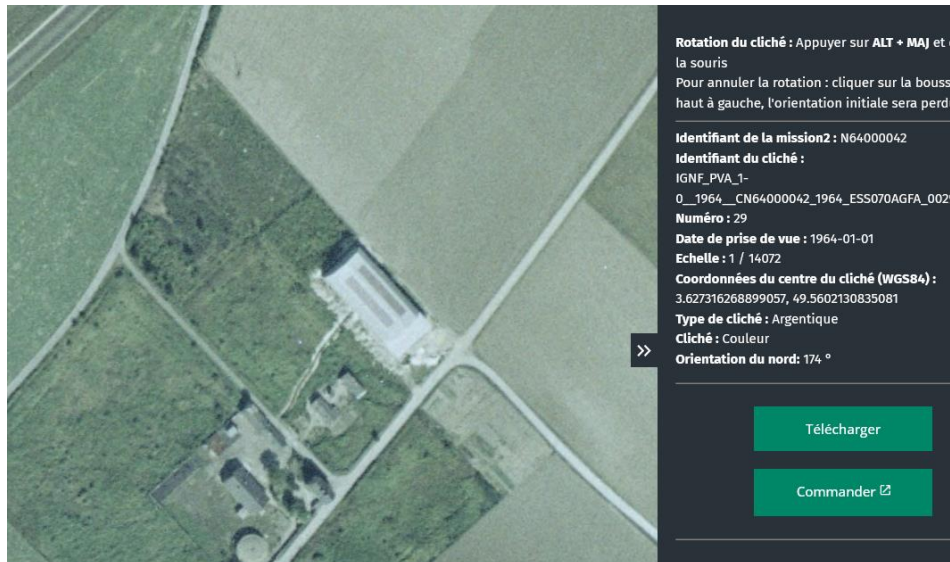 Rotation du cliché : Appuyer sur ALT + MAJ et
la souris
Pour annuler la rotation : cliquer sur la
haut à gauche, l'orientation initiale sera
Identifiant de la mission2 : N64000042
Identifiant du cliché :
IGNF_PVA_1-
0__1964__CN64000042_1964_ESS070AGFA_0029
Numéro : 29
Date de prise de vue : 1964-01-01
Echelle : 1 / 14072
Coordonnées du centre du cliché (WGS84) :
3.627316268899057, 49.5602130835081
Type de cliché : Argentique
Cliché : Couleur
Orientation du nord: 174 °
Télécharger
Commander